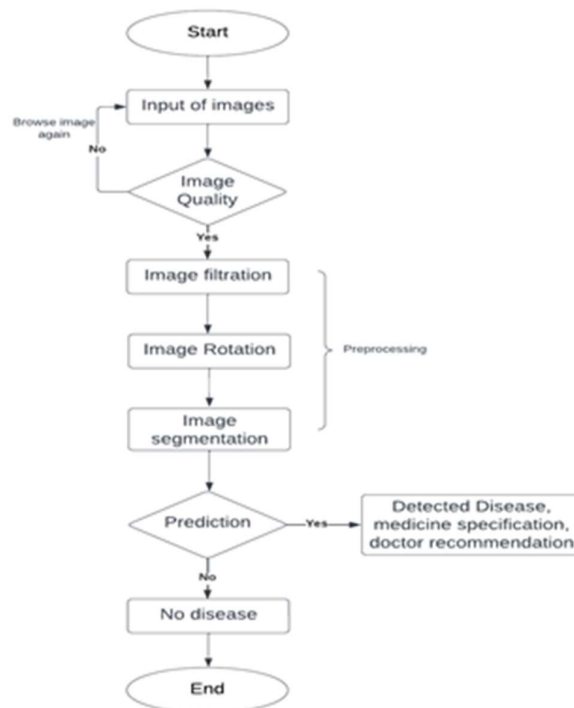 Start
Input of images
Browse image
again
No
Image
Quality
Yes
Image filtration
Image Rotation
Preprocessing
Image
segmentation
Prediction
Yes
Detected Disease,
medicine specification,
doctor recommendation
No
No disease
End